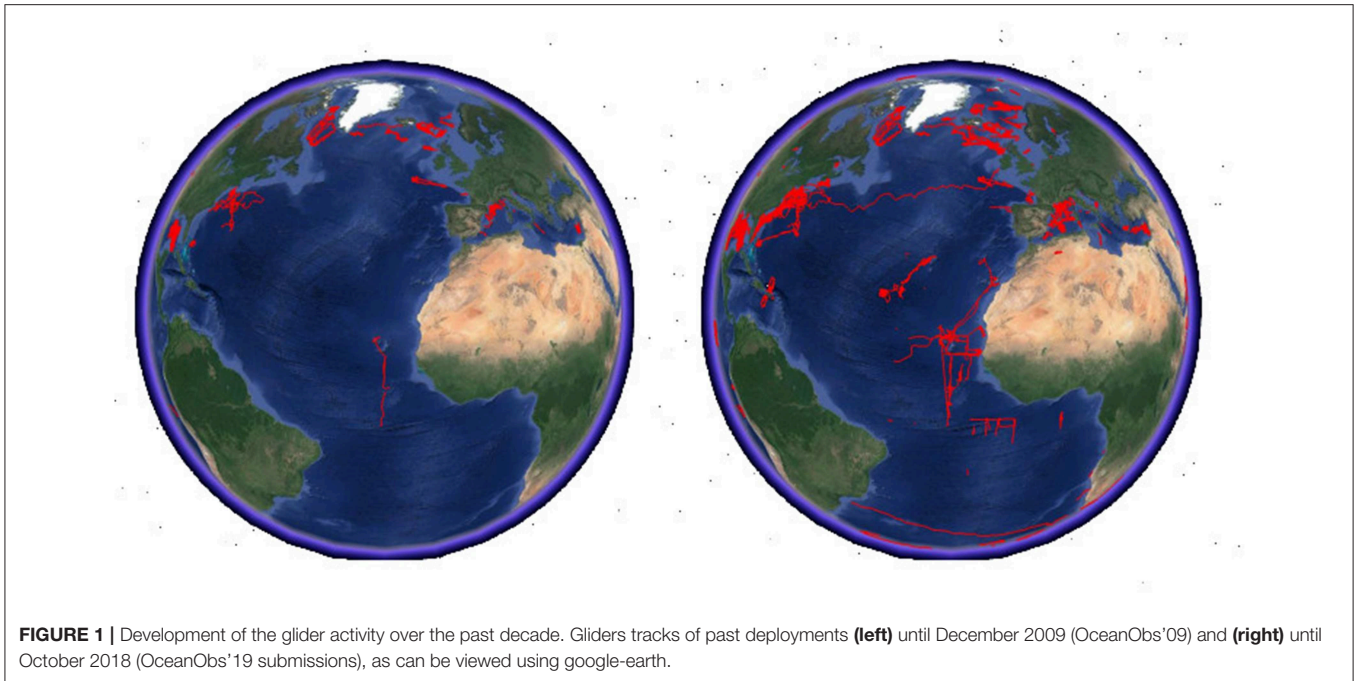 FIGURE 1 | Development of the glider activity over the past decade. Gliders tracks of past deployments (left) until December 2009 (OceanObs'09) and (right) until
October 2018 (OceanObs'19 submissions), as can be viewed using google-earth.